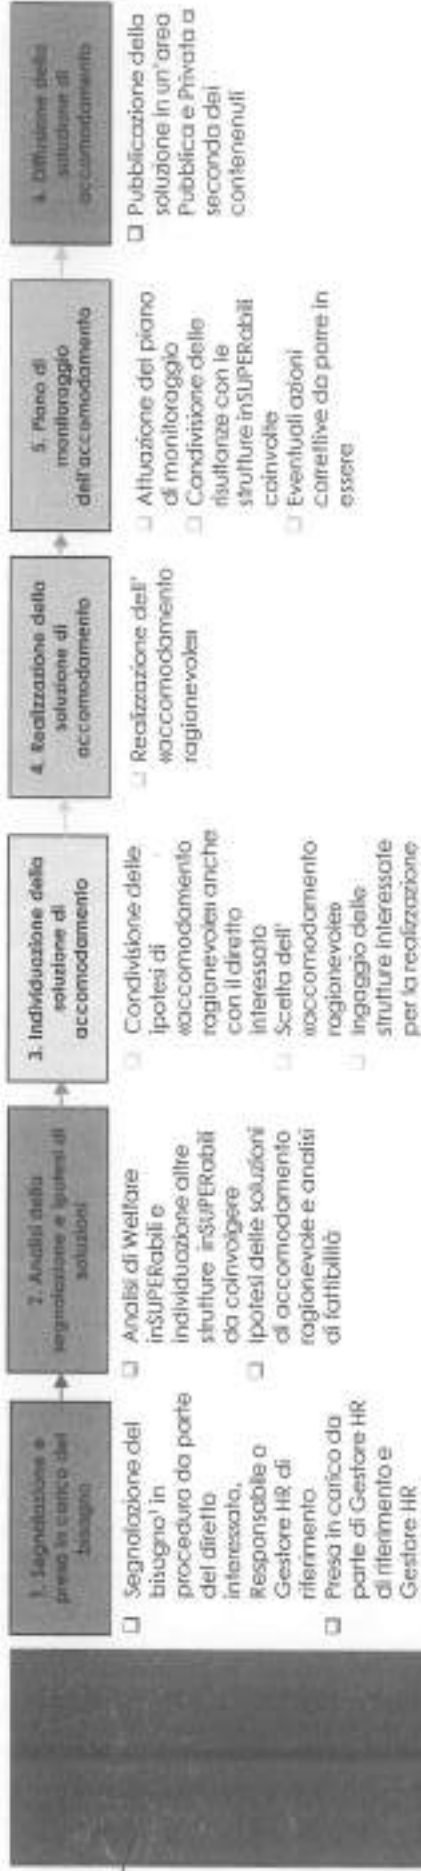 1. Segnalazione e
presa in carico del
bisogno
❑ Segnalazione del
bisogno¹ in
procedura da parte
del diretto
interessato,
Responsabile o
Gestore HR di
riferimento
❑ Presa in carico da
parte di Gestore HR
di riferimento e
Gestore HR
2. Analisi della
segnalazione e ipotesi di
soluzioni
❑ Analisi di Welfare
inSUPERabili e
individuazione altre
strutture inSUPERabili
da coinvolgere
❑ Ipotesi delle soluzioni
di accomodamento
ragionevole e analisi
di fattibilità
3. Individuazione della
soluzione di
accomodamento
❑ Condivisione delle
ipotesi di
«accomodamento
ragionevole» anche
con il diretto
interessato
❑ Scelta dell'
«accomodamento
ragionevole»
❑ Ingaggio delle
strutture interessate
per la realizzazione
4. Realizzazione della
soluzione di
accomodamento
❑ Realizzazione dell'
«accomodamento
ragionevole»
5. Piano di
monitoraggio
dell'accomodamento
❑ Attuazione del piano
di monitoraggio
❑ Condivisione delle
risultanze con le
strutture inSUPERabili
coinvolte
❑ Eventuali azioni
correttive da porre in
essere
6. Diffusione della
soluzione di
accomodamento
❑ Pubblicazione della
soluzione in un'area
Pubblica e Privata a
seconda dei
contenenuti